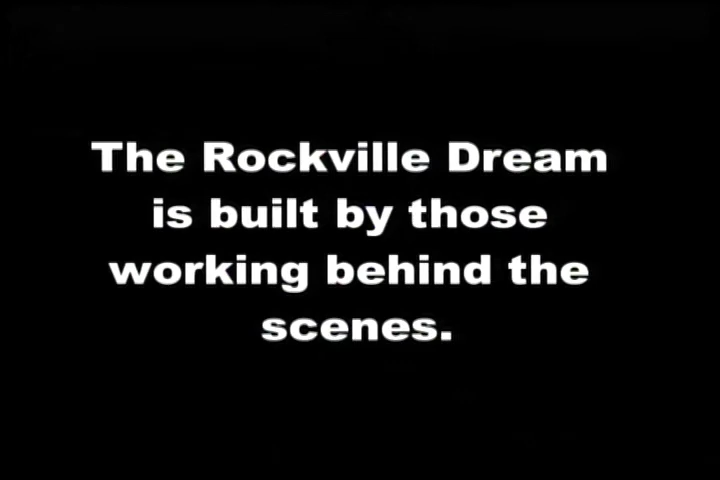 The Rockville Dream
is built by those
working behind the
scenes.